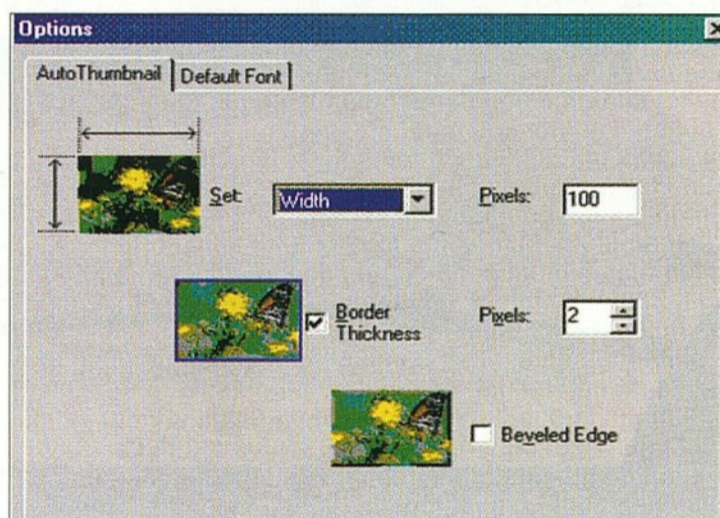 Options
AutoThumbnail
Default Font
Set:
Width
Pixels:
100
Border
Thickness
Pixels:
2
Beveled Edge